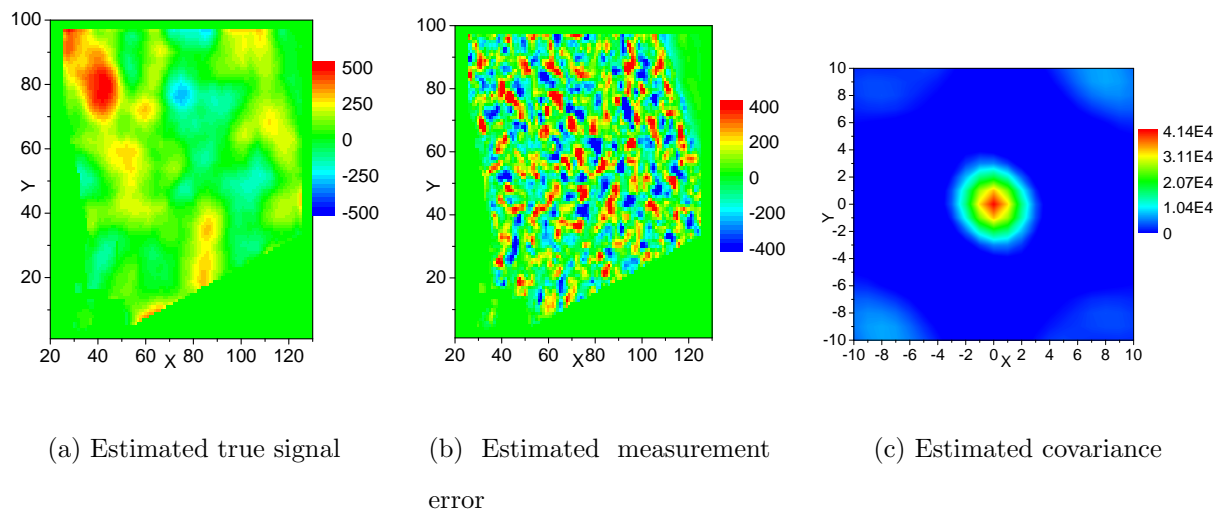 100
80
60
40
20
Y
20 40 60 80 100 120
X
500
250
0
-250
-500
100
80
60
40
20
Y
20 40 60 80 100 120
X
400
200
0
-200
-400
10
8
6
4
2
0
-2
-4
-6
-8
-10
Y
-10 -8 -6 -4 -2 0 2 4 6 8 10
X
4.14E4
3.11E4
2.07E4
1.04E4
0
(a) Estimated true signal
(b) Estimated measurement
error
(c) Estimated covariance